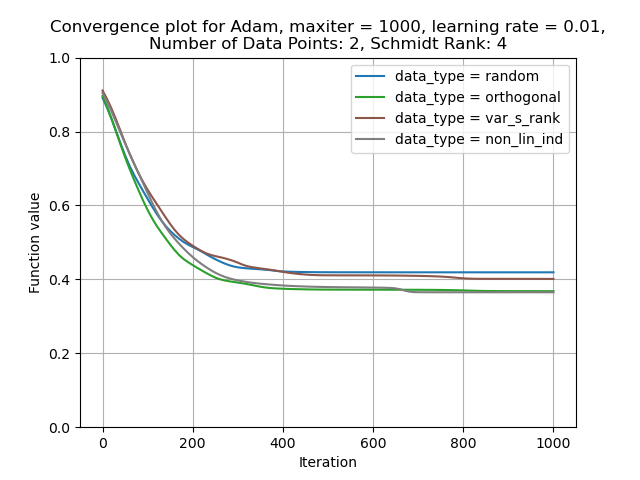 Convergence plot for Adam, maxiter = 1000, learning rate = 0.01,
Number of Data Points: 2, Schmidt Rank: 4
data_type = random
data_type = orthogonal
data_type = var_s_rank
data_type = non_lin_ind
Function value
1.0
0.8
0.6
0.4
0.2
0.0
0 200 400 600 800 1000
Iteration